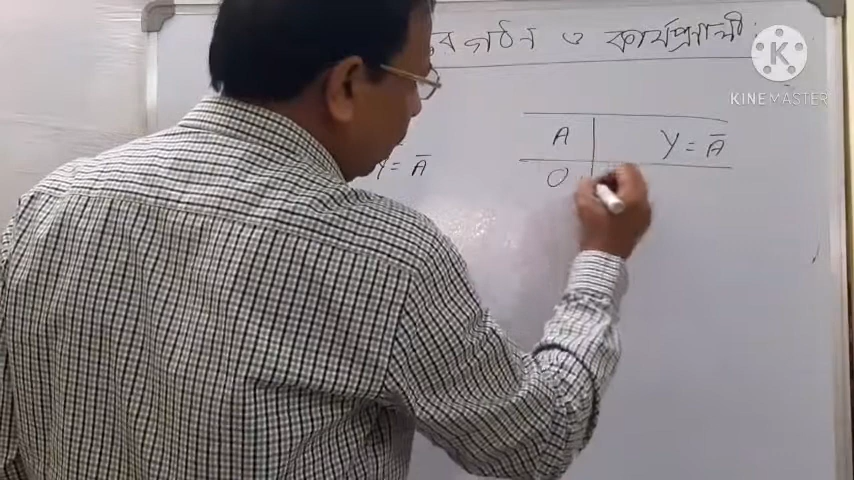 গঠন ও কার্যপ্রণালী :
KINEMASTER
A Y = A̅
Y = A̅
0